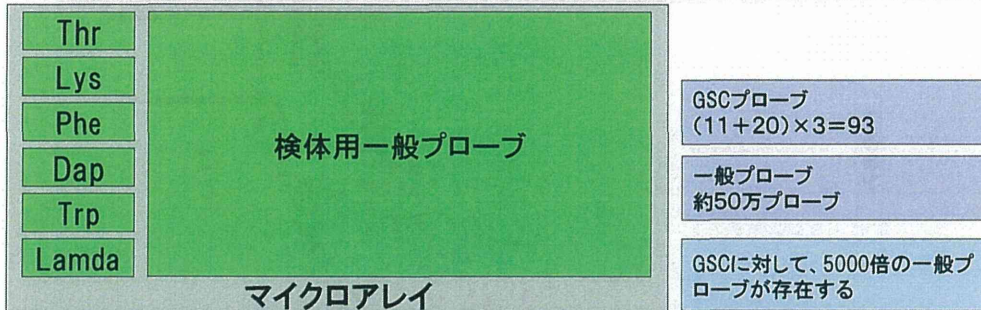 Thr
Lys
Phe
Dap
Trp
Lamda
検体用一般プローブ
マイクロアレイ
GSCプローブ
(11+20)×3=93
一般プローブ
約50万プローブ
GSCに対して、5000倍の一般プ
ローブが存在する